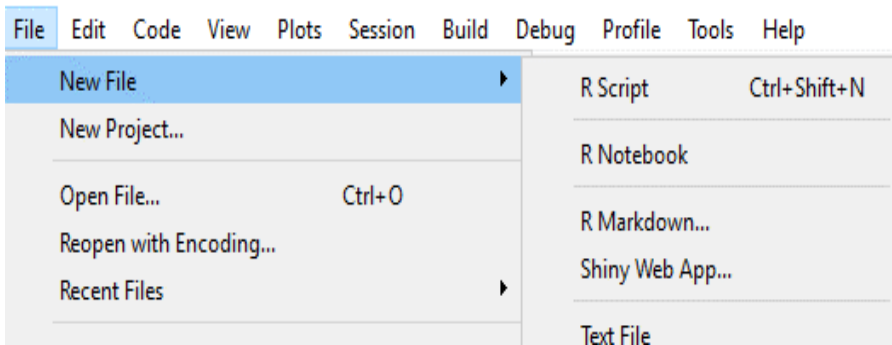 File Edit Code View Plots Session Build Debug Profile Tools Help
New File
New Project...
Open File... Ctrl+O
Reopen with Encoding...
Recent Files
R Script Ctrl+Shift+N
R Notebook
R Markdown...
Shiny Web App...
Text File